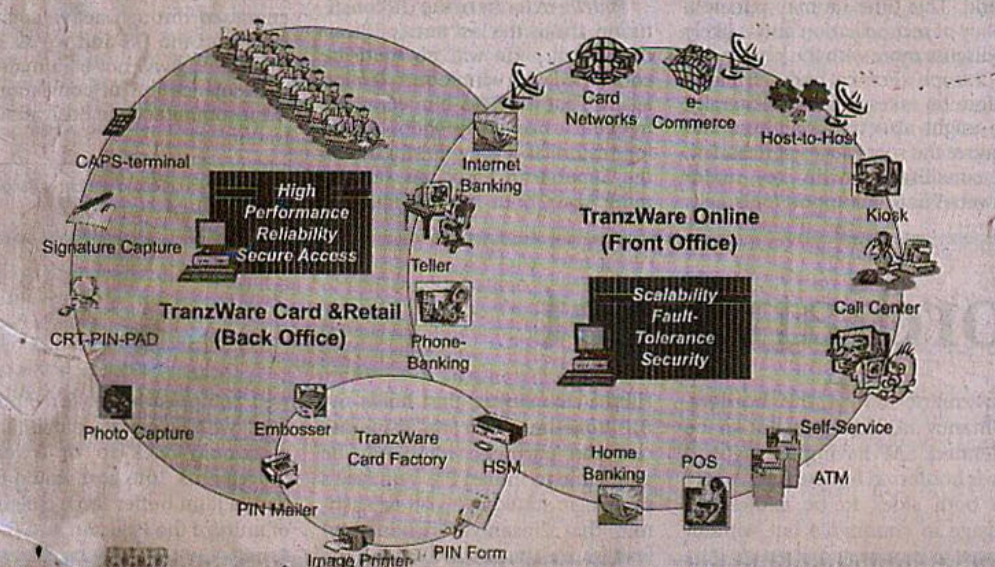 Card
Networks
e-
Commerce
Host-to-Host
CAPS-terminal
Internet
Banking
High
Performance
Reliability
Secure Access
TranzWare Online
(Front Office)
Kiosk
Signature Capture
Teller
Scalability
Fault-
Tolerance
Security
Call Center
TranzWare Card &Retail
(Back Office)
CRT-PIN-PAD
Phone-
Banking
Photo Capture
Embosser
TranzWare
Card Factory
HSM
Home
Banking
POS
Self-Service
ATM
PIN Mailer
Image Printer
PIN Form